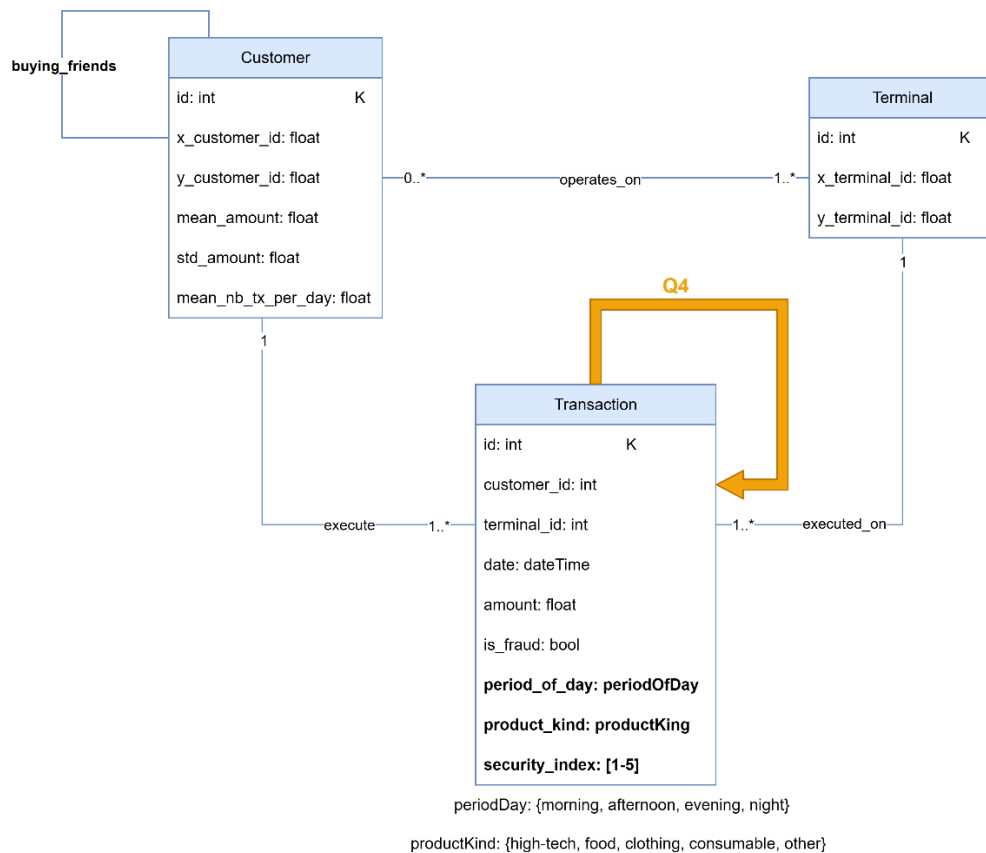 buying_friends
Customer
id: int K
x_customer_id: float
y_customer_id: float
mean_amount: float
std_amount: float
mean_nb_tx_per_day: float
Terminal
id: int K
x_terminal_id: float
y_terminal_id: float
0..* operates_on 1..*
1
1
Q4
Transaction
id: int K
customer_id: int
terminal_id: int
date: dateTime
amount: float
is_fraud: bool
period_of_day: periodOfDay
product_kind: productKing
security_index: [1-5]
execute 1..*
1..* executed_on
periodDay: {morning, afternoon, evening, night}
productKind: {high-tech, food, clothing, consumable, other}